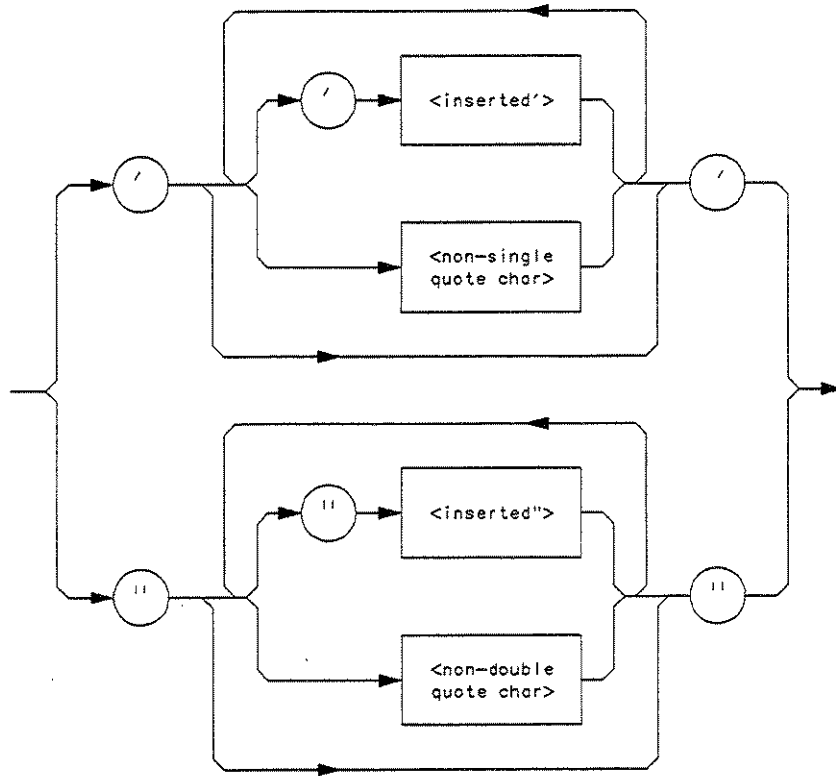 '
<inserted'>
'
'
<non-single
quote char>
"
<inserted">
"
"
<non-double
quote char>